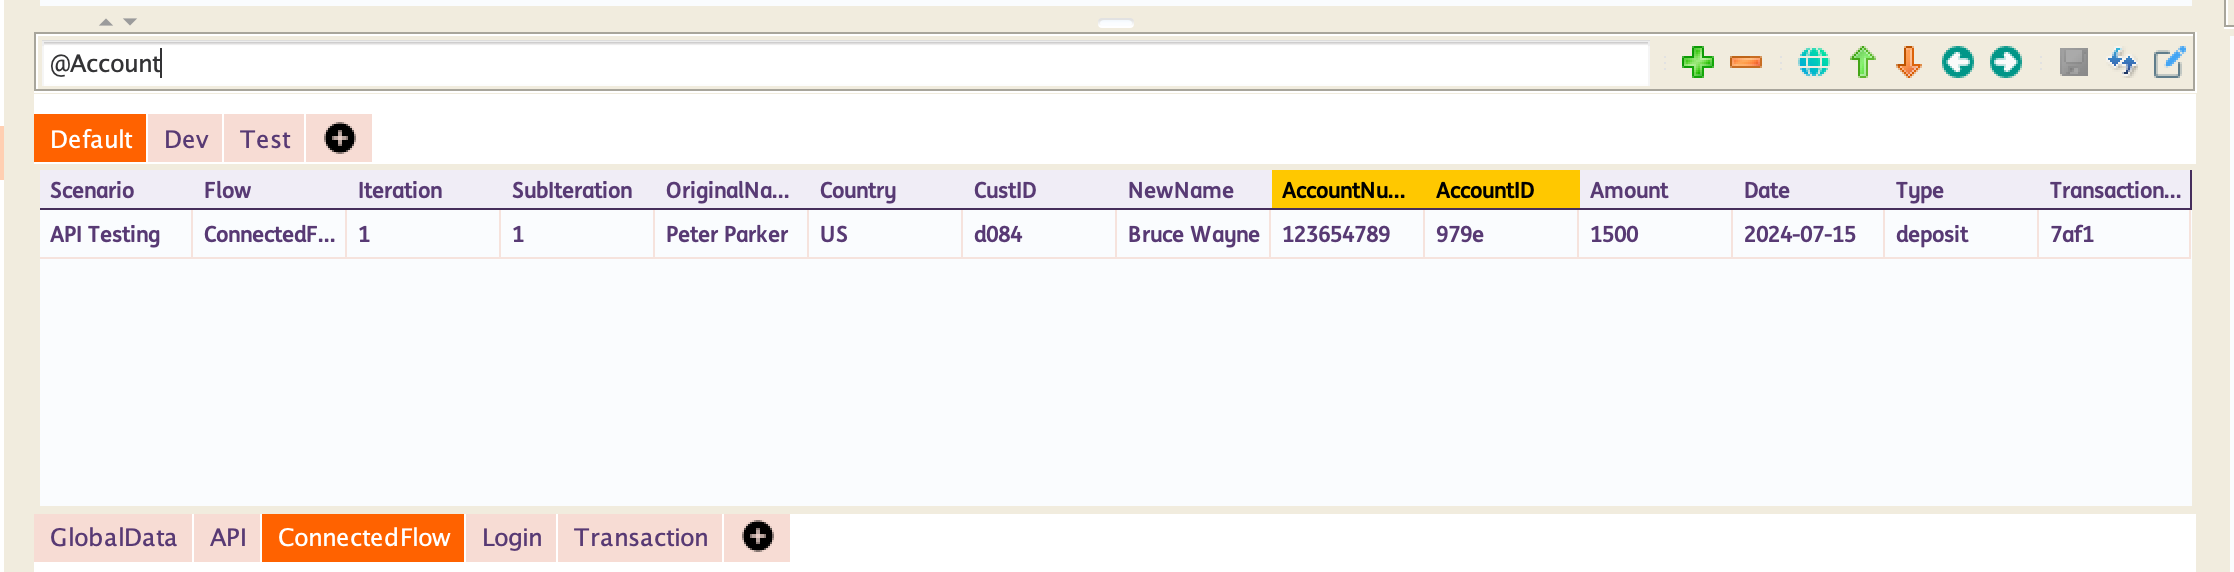 @Account
Default Dev Test
Scenario Flow Iteration SubIteration OriginalNa... Country CustID NewName AccountNu... AccountID Amount Date Type Transaction...
API Testing ConnectedF... 1 1 Peter Parker US d084 Bruce Wayne 123654789 979e 1500 2024-07-15 deposit 7af1
GlobalData API ConnectedFlow Login Transaction